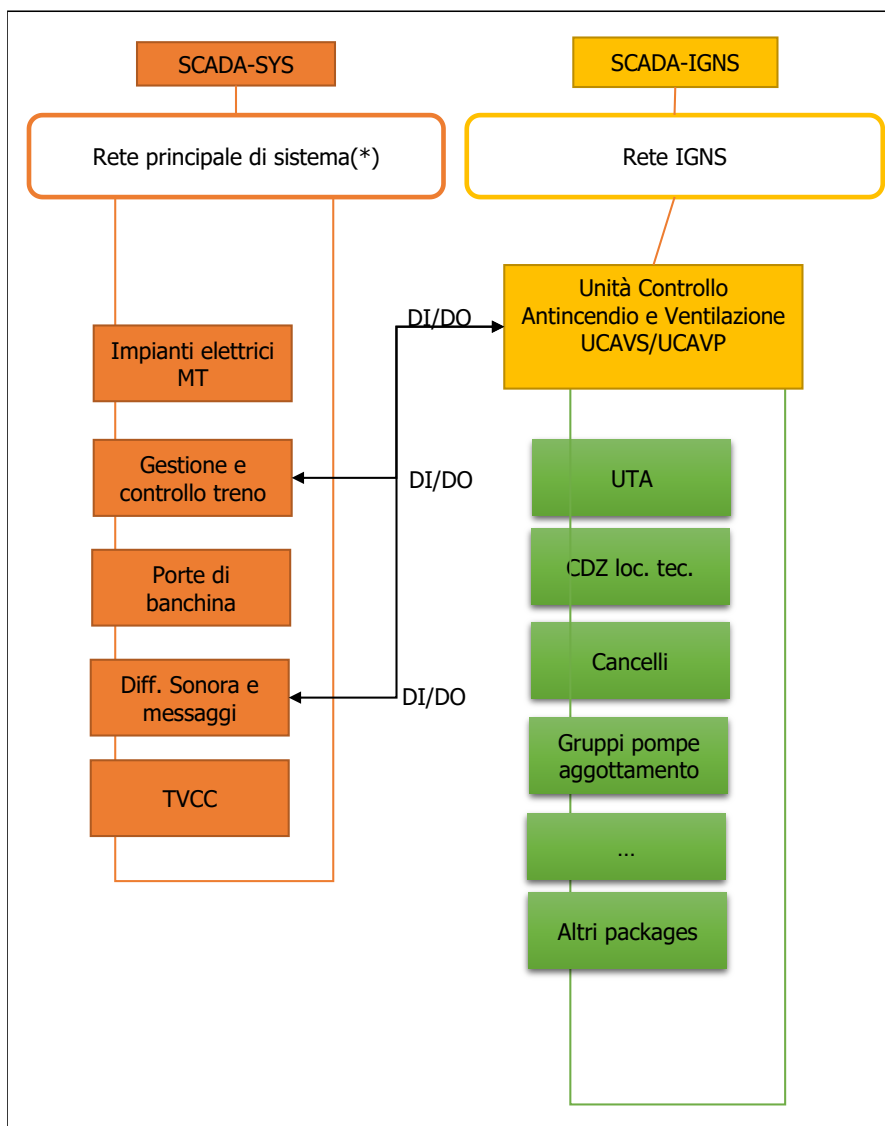 SCADA-SYS
SCADA-IGNS
Rete principale di sistema(*)
Rete IGNS
Unità Controllo
Antincendio e Ventilazione
UCAVS/UCAVP
DI/DO
Impianti elettrici
MT
Gestione e
controllo treno
DI/DO
UTA
Porte di
banchina
CDZ loc. tec.
Cancelli
Diff. Sonora e
messaggi
DI/DO
Gruppi pompe
aggottamento
TVCC
...
Altri packages